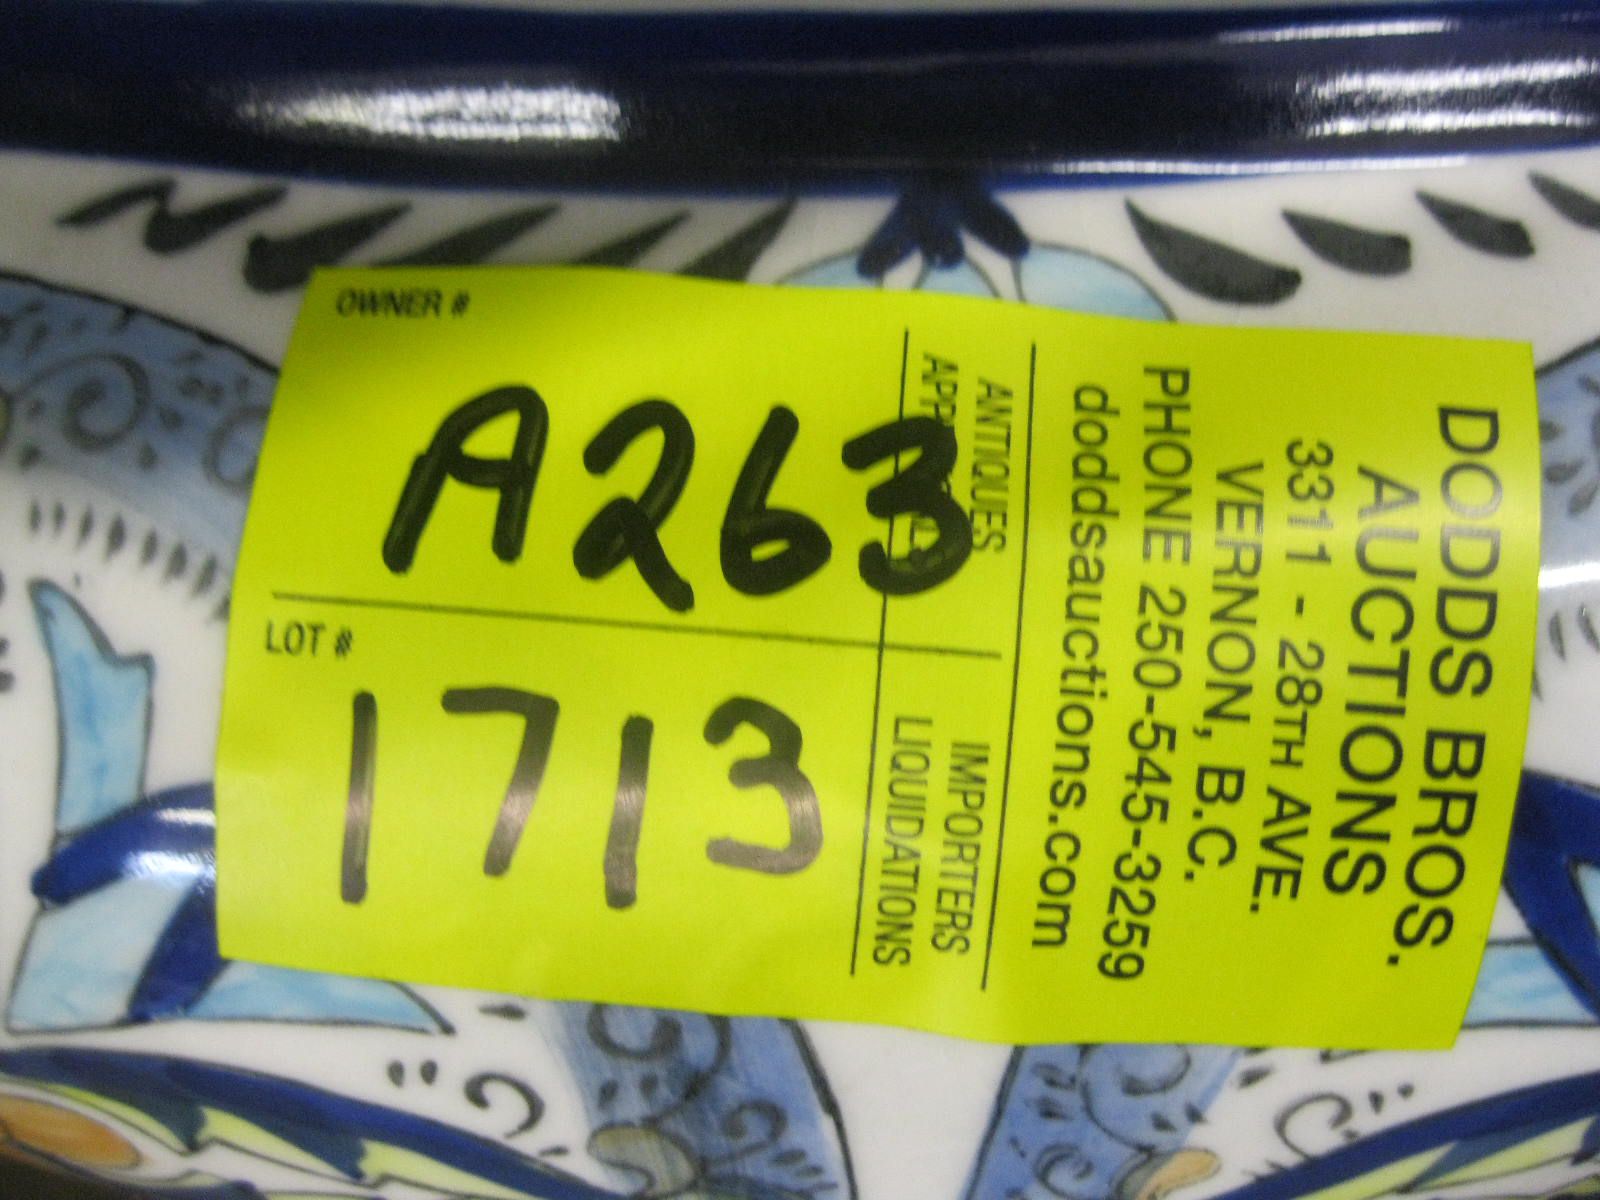 DODDS BROS.
AUCTIONS
3311 - 28TH AVE.
VERNON, B.C.
PHONE 250-545-3259
doddsauctions.com
ANTIQUES
IMPORTERS
LIQUIDATIONS
OWNER #
A263
LOT #
1713